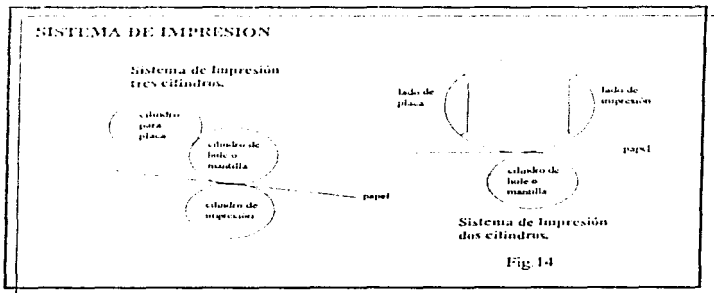 SISTEMA DE IMPRESION
Sistema de Impresión
tres cilindros.
cilindro
para
placa
cilindro de
hule o
mantilla
cilindro de
impresión
papel
lado de
placa
lado de
impresión
papel
cilindro de
hule o
mantilla
Sistema de Impresión
dos cilindros.
Fig. 14